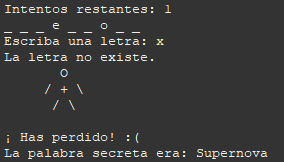 Intentos restantes: 1
_ _ _ e _ _ o _ _
Escriba una letra: x
La letra no existe.
O
/ + \
/ \
¡ Has perdido! :(
La palabra secreta era: Supernova